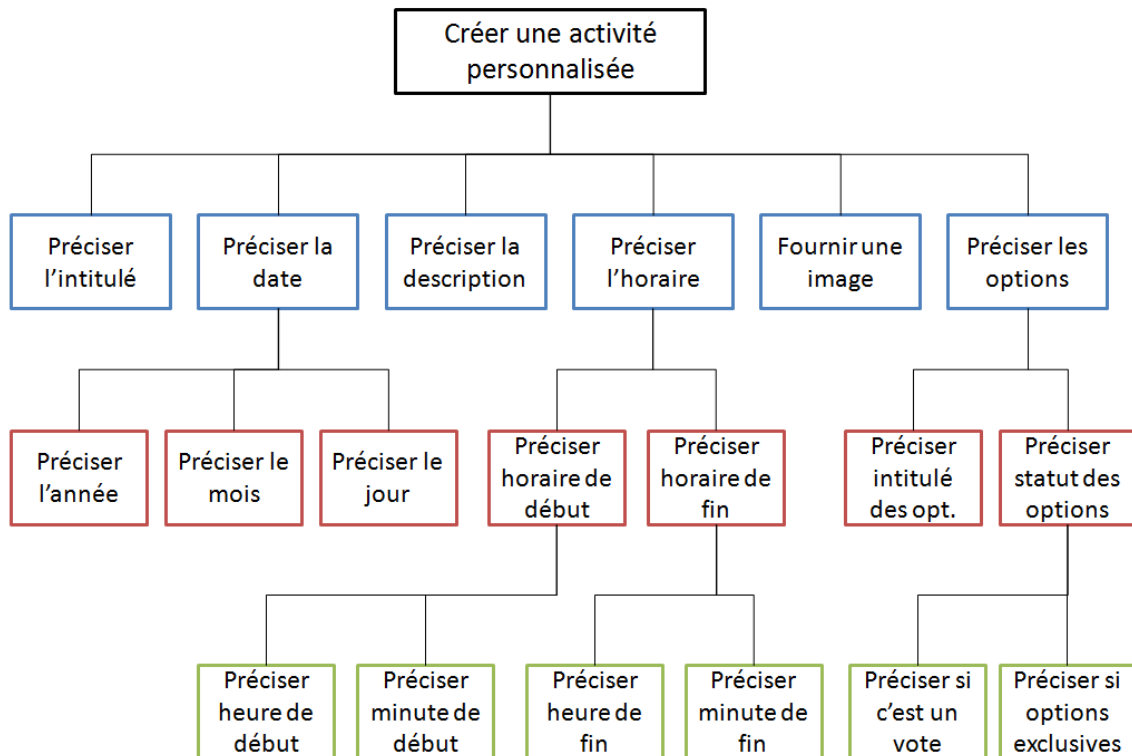 Créer une activité
personnalisée
Préciser
l’intitulé
Préciser la
date
Préciser la
description
Préciser
l’horaire
Fournir une
image
Préciser les
options
Préciser
l’année
Préciser le
mois
Préciser le
jour
Préciser
horaire de
début
Préciser
horaire de
fin
Préciser
intitulé
des opt.
Préciser
statut des
options
Préciser
heure de
début
Préciser
minute de
début
Préciser
heure de
fin
Préciser
minute de
fin
Préciser si
c’est un
vote
Préciser si
options
exclusives